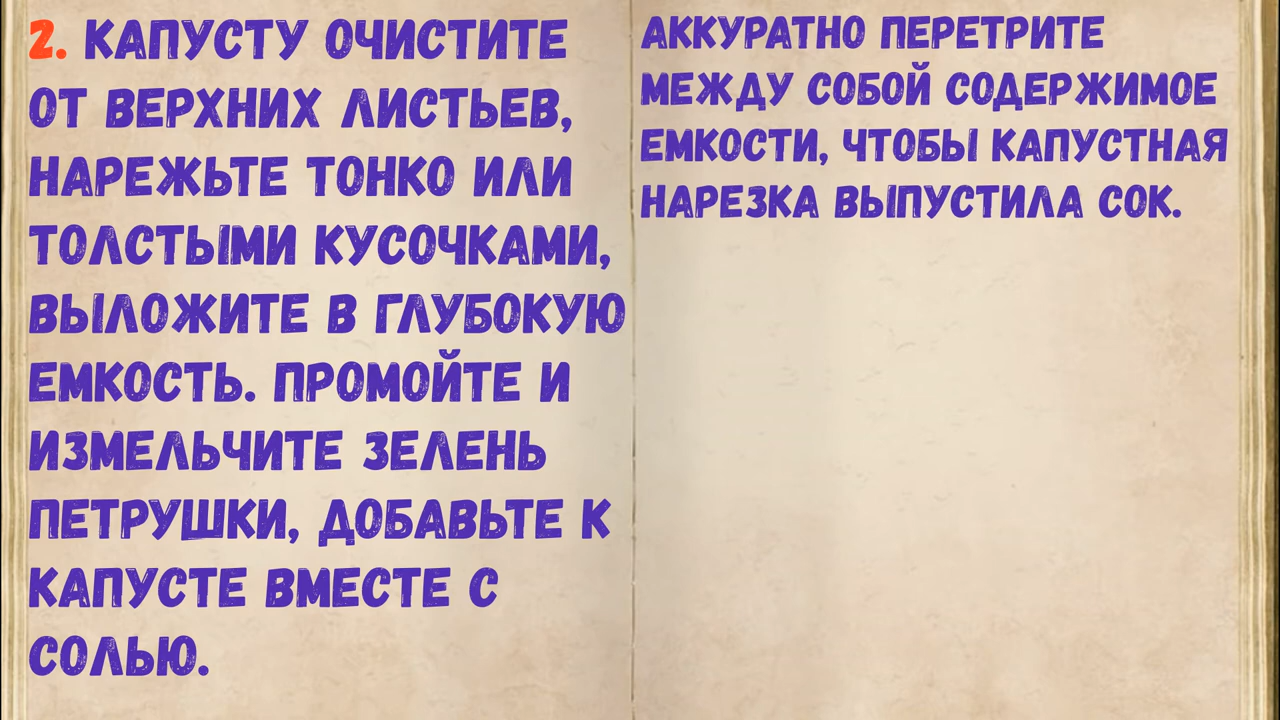 2. КАПУСТУ ОЧИСТИТЕ
ОТ ВЕРХНИХ ЛИСТЬЕВ,
НАРЕЖЬТЕ ТОНКО ИЛИ
ТОЛСТЫМИ КУСОЧКАМИ,
ВЫЛОЖИТЕ В ГЛУБОКУЮ
ЕМКОСТЬ. ПРОМОЙТЕ И
ИЗМЕЛЬЧИТЕ ЗЕЛЕНЬ
ПЕТРУШКИ, ДОБАВЬТЕ К
КАПУСТЕ ВМЕСТЕ С
СОЛЬЮ.
АККУРАТНО ПЕРЕТРИТЕ
МЕЖДУ СОБОЙ СОДЕРЖИМОЕ
ЕМКОСТИ, ЧТОБЫ КАПУСТНАЯ
НАРЕЗКА ВЫПУСТИЛА СОК.